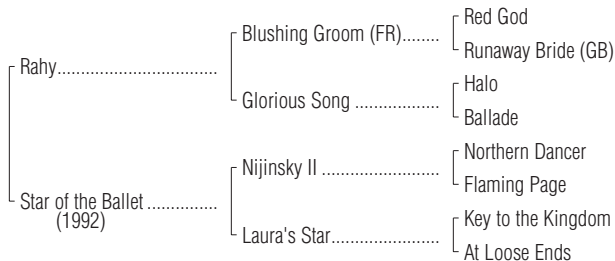 Red God
Blushing Groom (FR)........
Runaway Bride (GB)
Rahy..................................
Halo
Glorious Song ..................
Ballade
Northern Dancer
Nijinsky II .........................
Flaming Page
Star of the Ballet ...............
(1992)
Key to the Kingdom
Laura's Star.......................
At Loose Ends